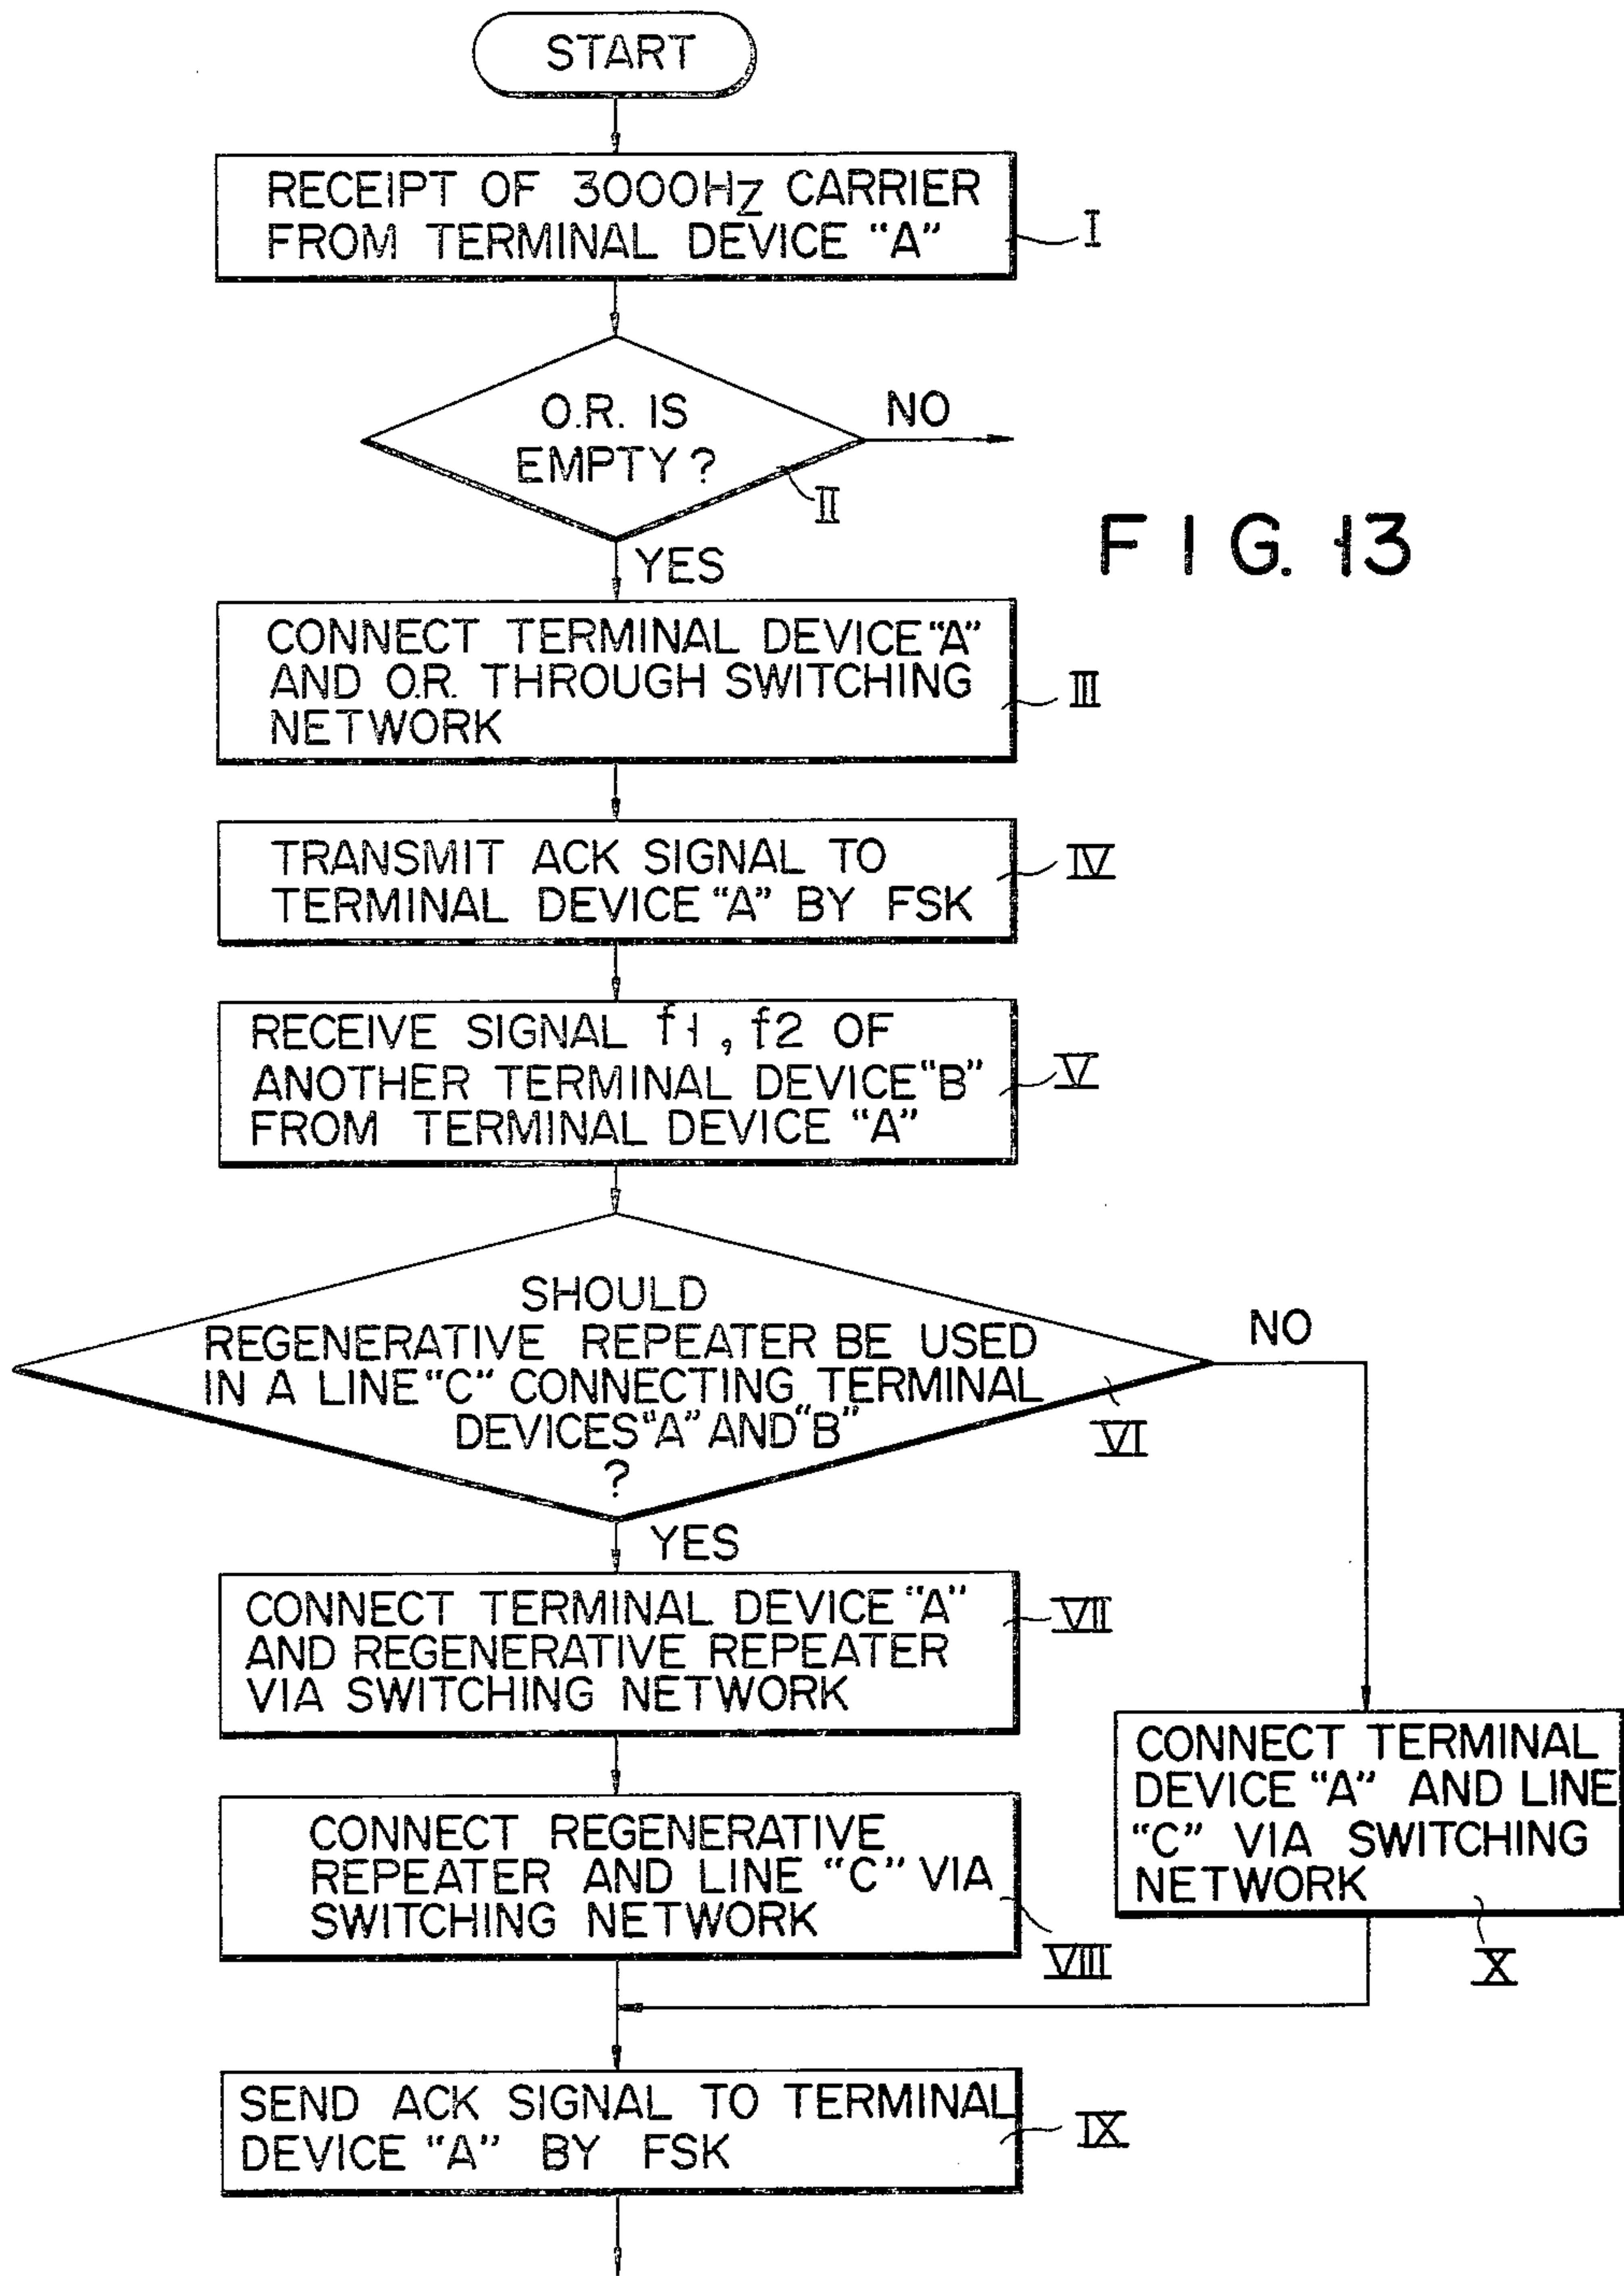 START
RECEIPT OF 3000Hz CARRIER
FROM TERMINAL DEVICE "A"
I
O.R. IS
EMPTY?
NO
II
YES
FIG. 13
CONNECT TERMINAL DEVICE "A"
AND O.R. THROUGH SWITCHING
NETWORK
III
TRANSMIT ACK SIGNAL TO
TERMINAL DEVICE "A" BY FSK
IV
RECEIVE SIGNAL f1, f2 OF
ANOTHER TERMINAL DEVICE "B"
FROM TERMINAL DEVICE "A"
V
SHOULD
REGENERATIVE REPEATER BE USED
IN A LINE "C" CONNECTING TERMINAL
DEVICES "A" AND "B"
?
NO
VI
YES
CONNECT TERMINAL DEVICE "A"
AND REGENERATIVE REPEATER
VIA SWITCHING NETWORK
VII
CONNECT REGENERATIVE
REPEATER AND LINE "C" VIA
SWITCHING NETWORK
VIII
CONNECT TERMINAL
DEVICE "A" AND LINE
"C" VIA SWITCHING
NETWORK
X
SEND ACK SIGNAL TO TERMINAL
DEVICE "A" BY FSK
IX